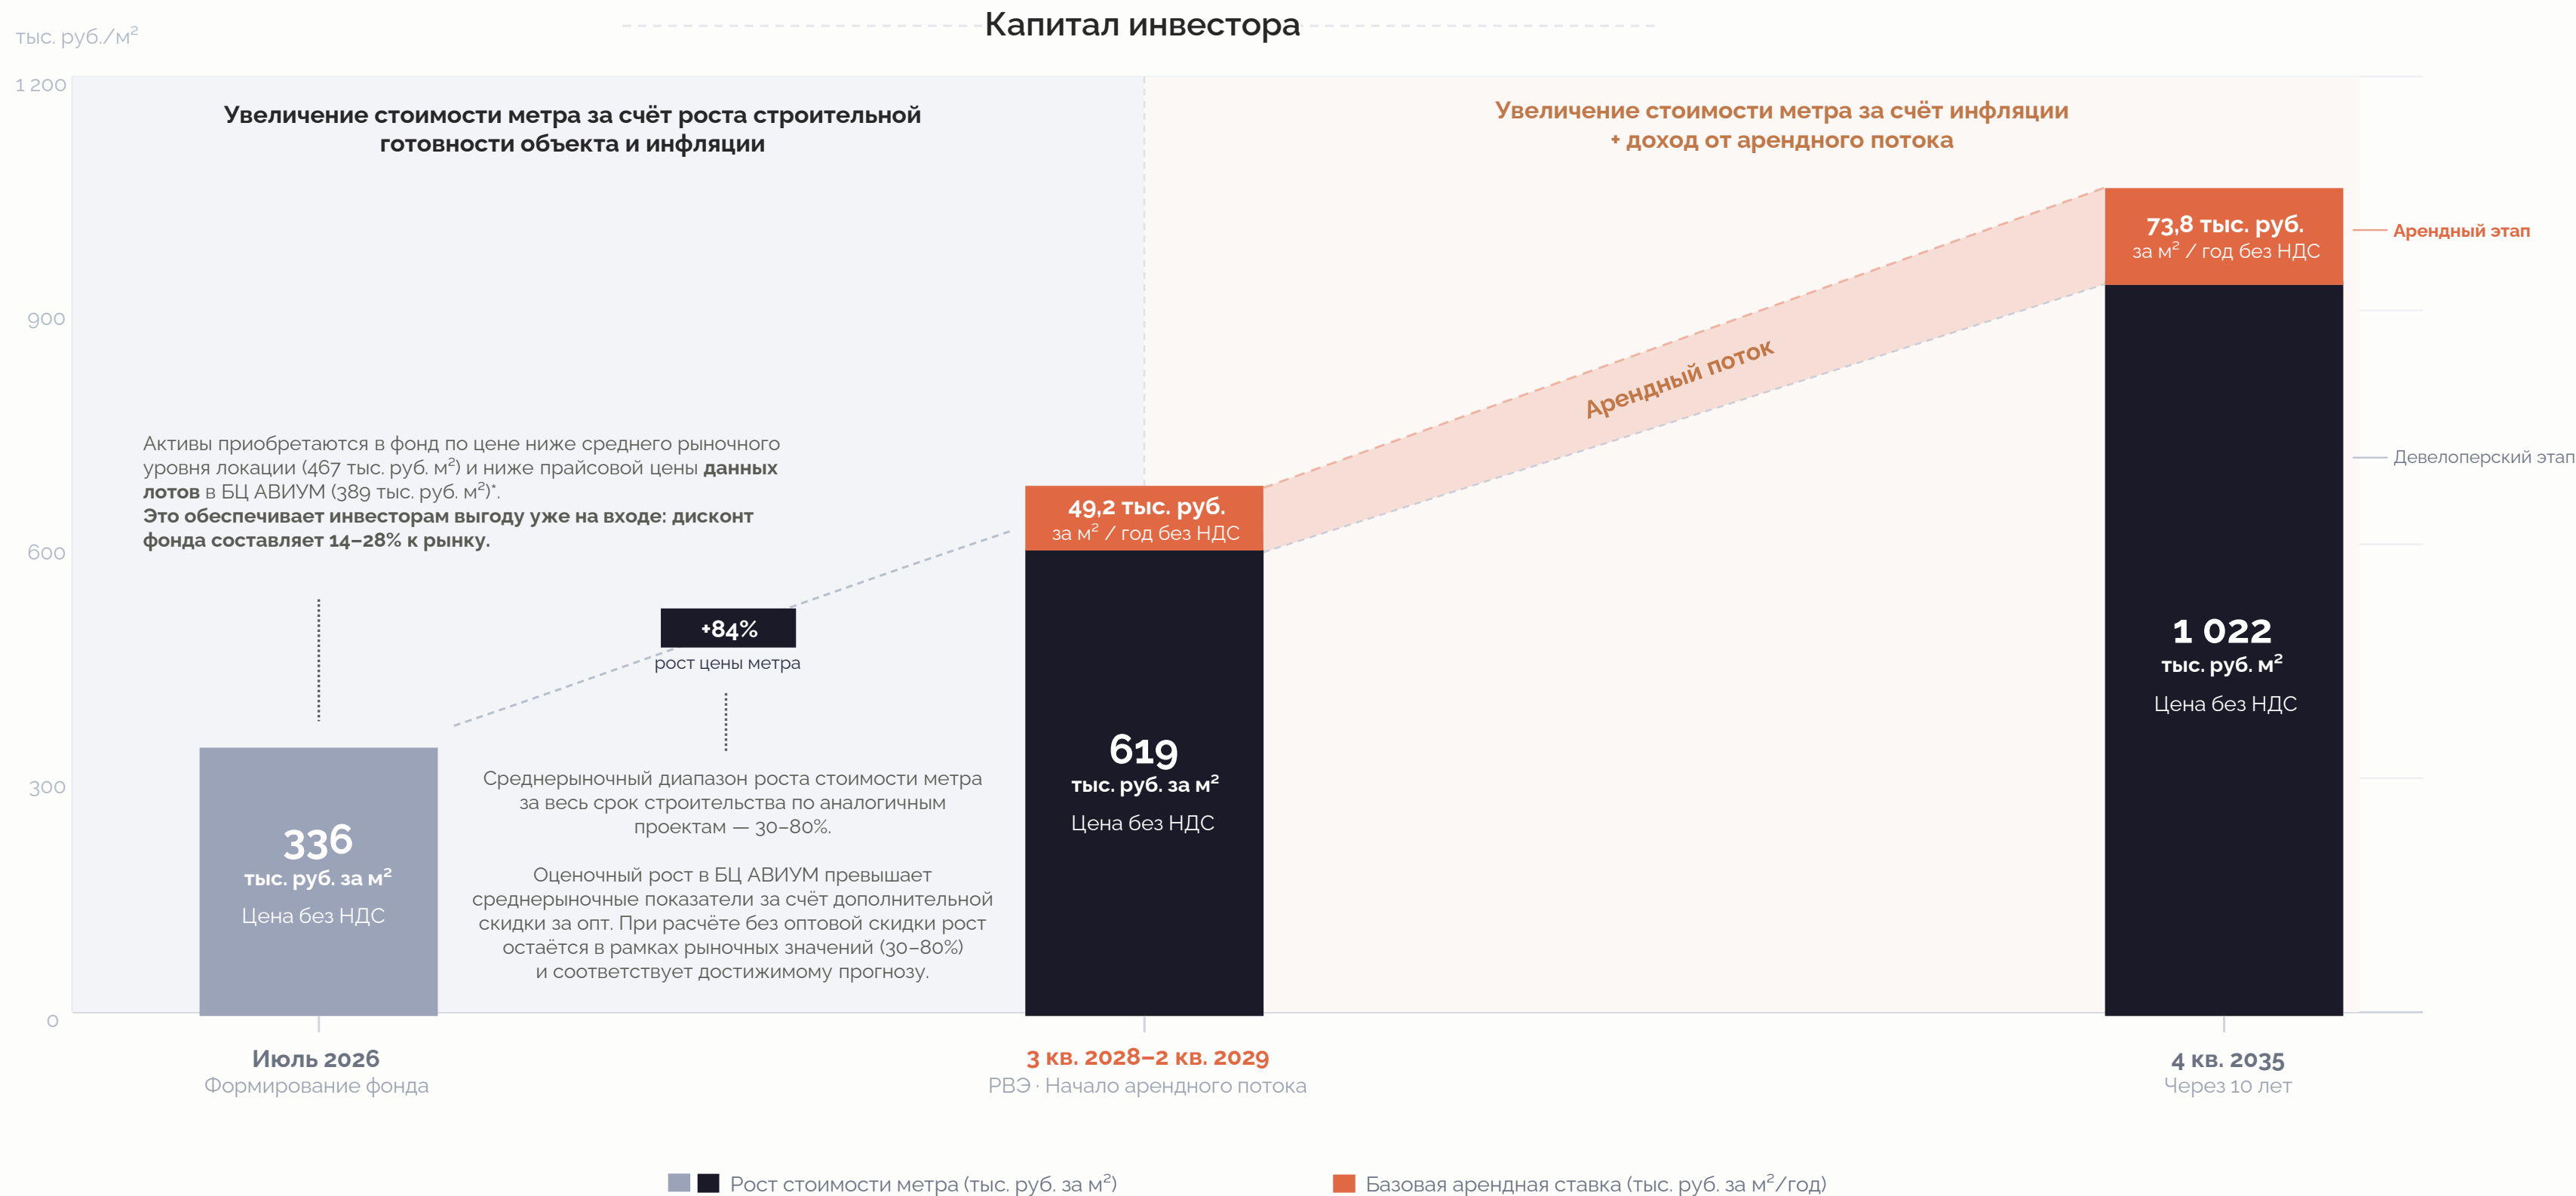 Капитал инвестора
тыс. руб./м²
1 200
900
600
300
0
Увеличение стоимости метра за счёт роста строительной
готовности объекта и инфляции
Увеличение стоимости метра за счёт инфляции
+ доход от арендного потока
Активы приобретаются в фонд по цене ниже среднего рыночного
уровня локации (467 тыс. руб. м²) и ниже прайсовой цены данных
лотов в БЦ АВИУМ (389 тыс. руб. м²)*.
Это обеспечивает инвесторам выгоду уже на входе: дисконт
фонда составляет 14–28% к рынку.
+84%
рост цены метра
Среднерыночный диапазон роста стоимости метра
за весь срок строительства по аналогичным
проектам — 30–80%.
Оценочный рост в БЦ АВИУМ превышает
среднерыночные показатели за счёт дополнительной
скидки за опт. При расчёте без оптовой скидки рост
остаётся в рамках рыночных значений (30–80%)
и соответствует достижимому прогнозу.
336
тыс. руб. за м²
Цена без НДС
49,2 тыс. руб.
за м² / год без НДС
619
тыс. руб. за м²
Цена без НДС
Арендный поток
73,8 тыс. руб.
за м² / год без НДС
1 022
тыс. руб. м²
Цена без НДС
Арендный этап
Девелоперский этап
Июль 2026
Формирование фонда
3 кв. 2028–2 кв. 2029
РВЭ · Начало арендного потока
4 кв. 2035
Через 10 лет
Рост стоимости метра (тыс. руб. за м²)
Базовая арендная ставка (тыс. руб. за м²/год)